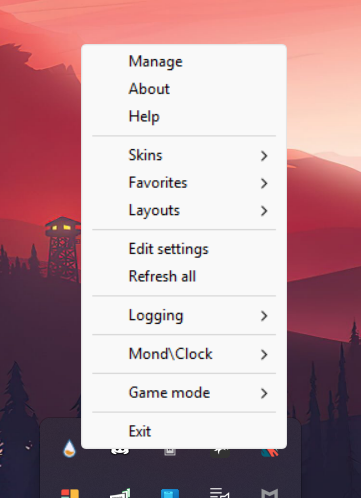 Manage
About
Help
Skins
Favorites
Layouts
Edit settings
Refresh all
Logging
Mond\Clock
Game mode
Exit